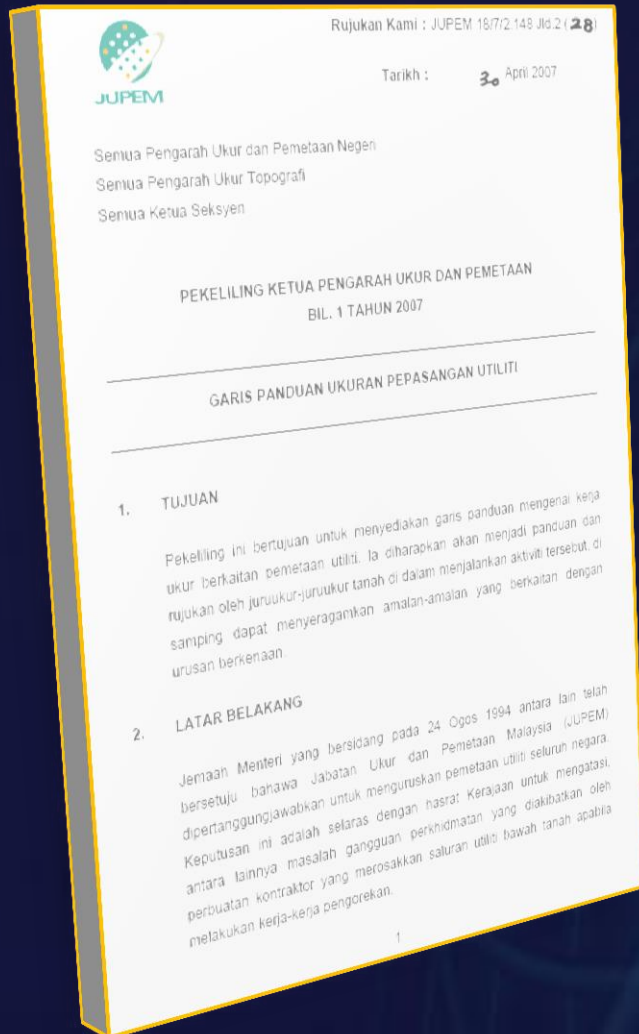 Rujukan Kami : JUPEM 18/7/2.148 Jld.2 ( 28 )
JUPEM
Tarikh : 30 April 2007
Semua Pengarah Ukur dan Pemetaan Negeri
Semua Pengarah Ukur Topografi
Semua Ketua Seksyen
PEKELILING KETUA PENGARAH UKUR DAN PEMETAAN
BIL. 1 TAHUN 2007
GARIS PANDUAN UKURAN PEPASANGAN UTILITI
1. TUJUAN
Pekeliling ini bertujuan untuk menyediakan garis panduan mengenai kerja
ukur berkaitan pemetaan utiliti. Ia diharapkan akan menjadi panduan dan
rujukan oleh juruukur-juruukur tanah di dalam menjalankan aktiviti tersebut, di
samping dapat menyeragamkan amalan-amalan yang berkaitan dengan
urusan berkenaan.
2. LATAR BELAKANG
Jemaah Menteri yang bersidang pada 24 Ogos 1994 antara lain telah
bersetuju bahawa Jabatan Ukur dan Pemetaan Malaysia (JUPEM)
dipertanggungjawabkan untuk menguruskan pemetaan utiliti seluruh negara.
Keputusan ini adalah selaras dengan hasrat Kerajaan untuk mengatasi,
antara lainnya masalah gangguan perkhidmatan yang diakibatkan oleh
perbuatan kontraktor yang merosakkan saluran utiliti bawah tanah apabila
melakukan kerja-kerja pengorekan.
1